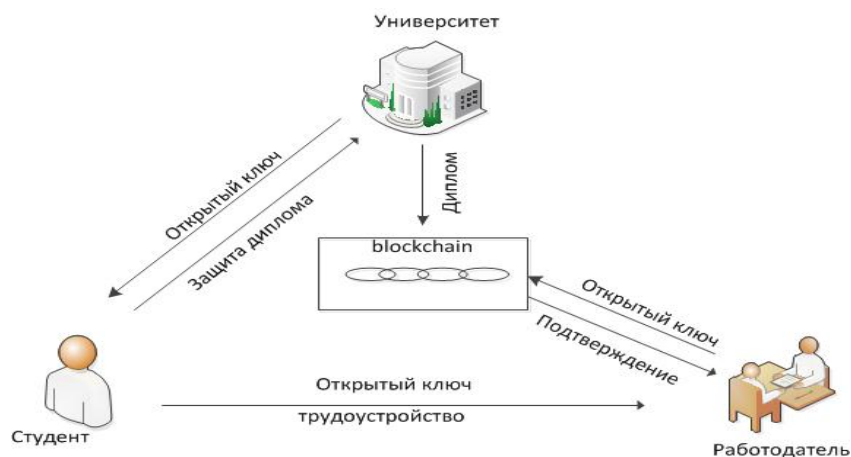 Университет
Открытый ключ
Защита диплома
Диплом
blockchain
Открытый ключ
Подтверждение
Открытый ключ
трудоустройство
Студент
Работодатель